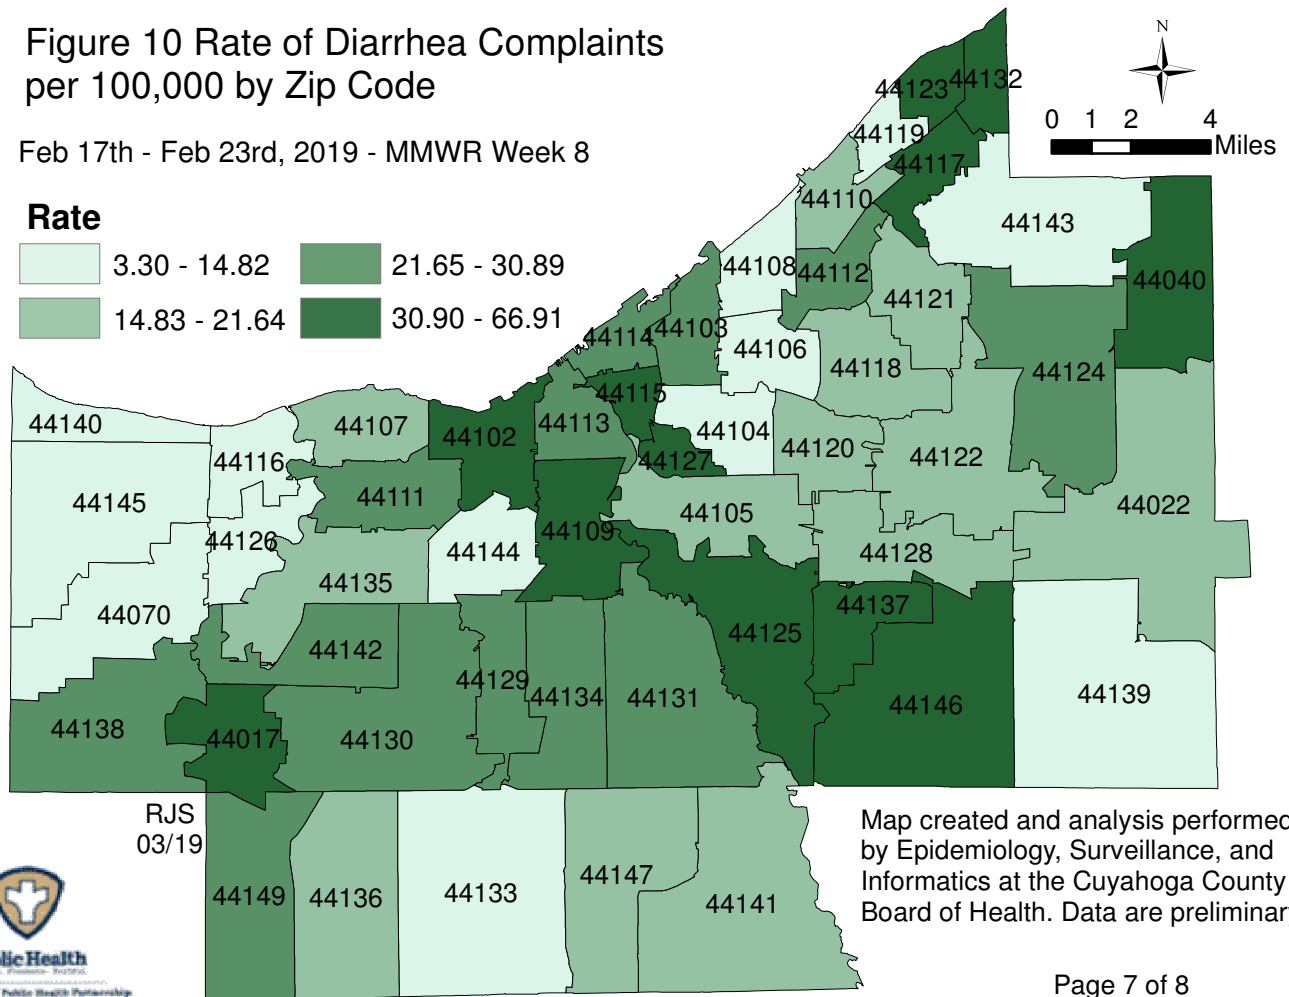 Figure 10 Rate of Diarrhea Complaints
per 100,000 by Zip Code
Feb 17th - Feb 23rd, 2019 - MMWR Week 8
Rate
3.30 - 14.82
21.65 - 30.89
14.83 - 21.64
30.90 - 66.91
N
0 1 2 4
Miles
44132
44123
44119
44117
44110
44143
44108
44112
44040
44121
44114
44103
44106
44118
44124
44115
44140
44107
44102
44113
44104
44120
44122
44116
44127
44145
44111
44105
44022
44126
44109
44144
44128
44135
44070
44137
44125
44142
44129
44134
44131
44146
44139
44138
44017
44130
RJS
03/19
44149
44136
44133
44147
44141
Map created and analysis performed
by Epidemiology, Surveillance, and
Informatics at the Cuyahoga County
Board of Health. Data are preliminary
lic Health
Public Health Partnership
Page 7 of 8